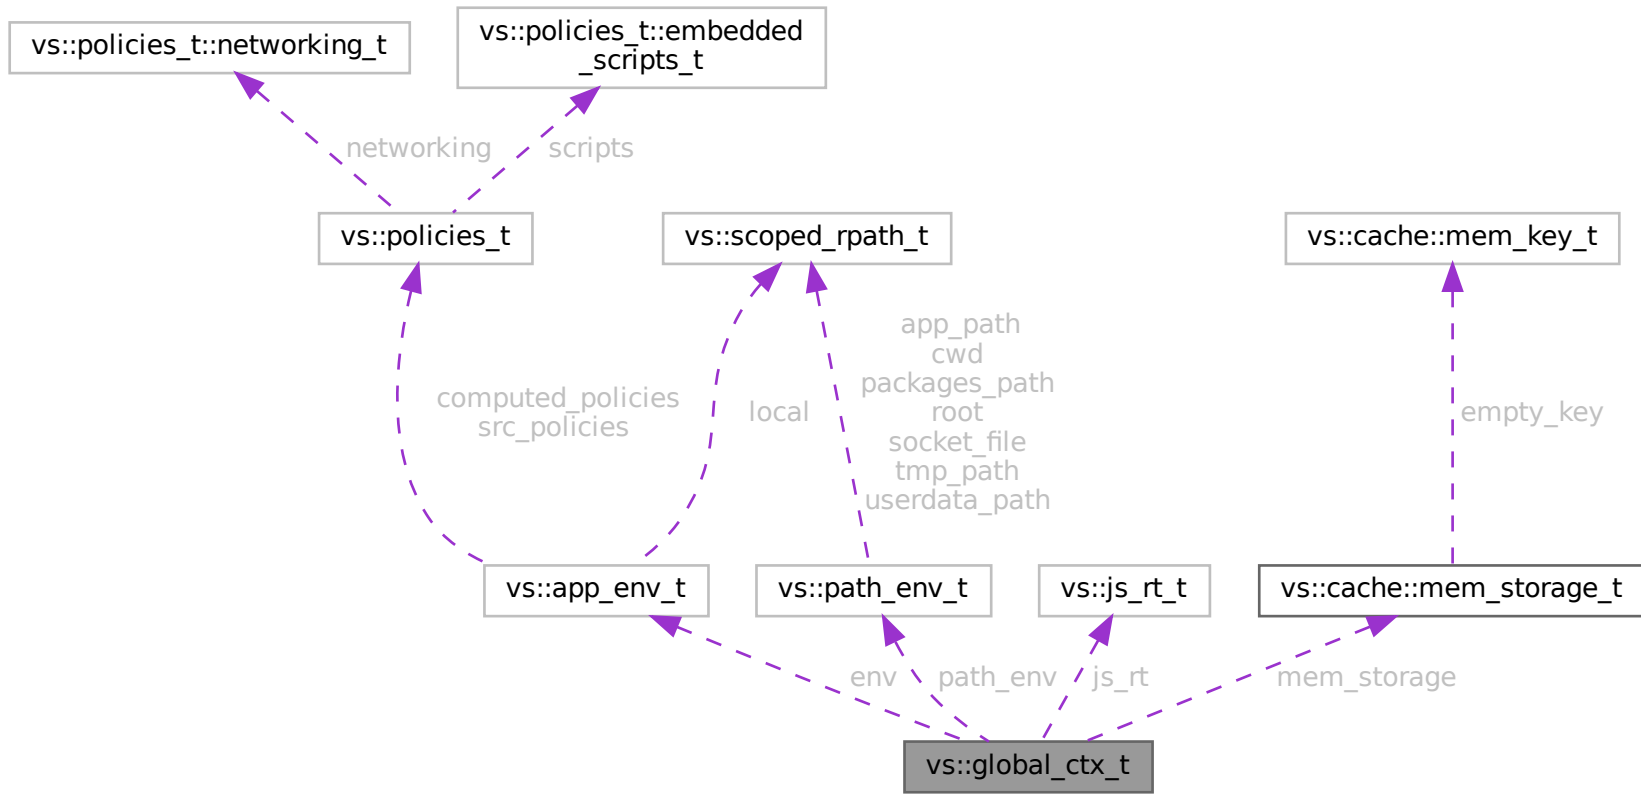 vs::policies_t::networking_t
vs::policies_t::embedded
_scripts_t
networking
scripts
vs::policies_t
vs::scoped_rpath_t
vs::cache::mem_key_t
computed_policies
src_policies
local
app_path
cwd
packages_path
root
socket_file
tmp_path
userdata_path
empty_key
vs::app_env_t
vs::path_env_t
vs::js_rt_t
vs::cache::mem_storage_t
env
path_env
js_rt
mem_storage
vs::global_ctx_t